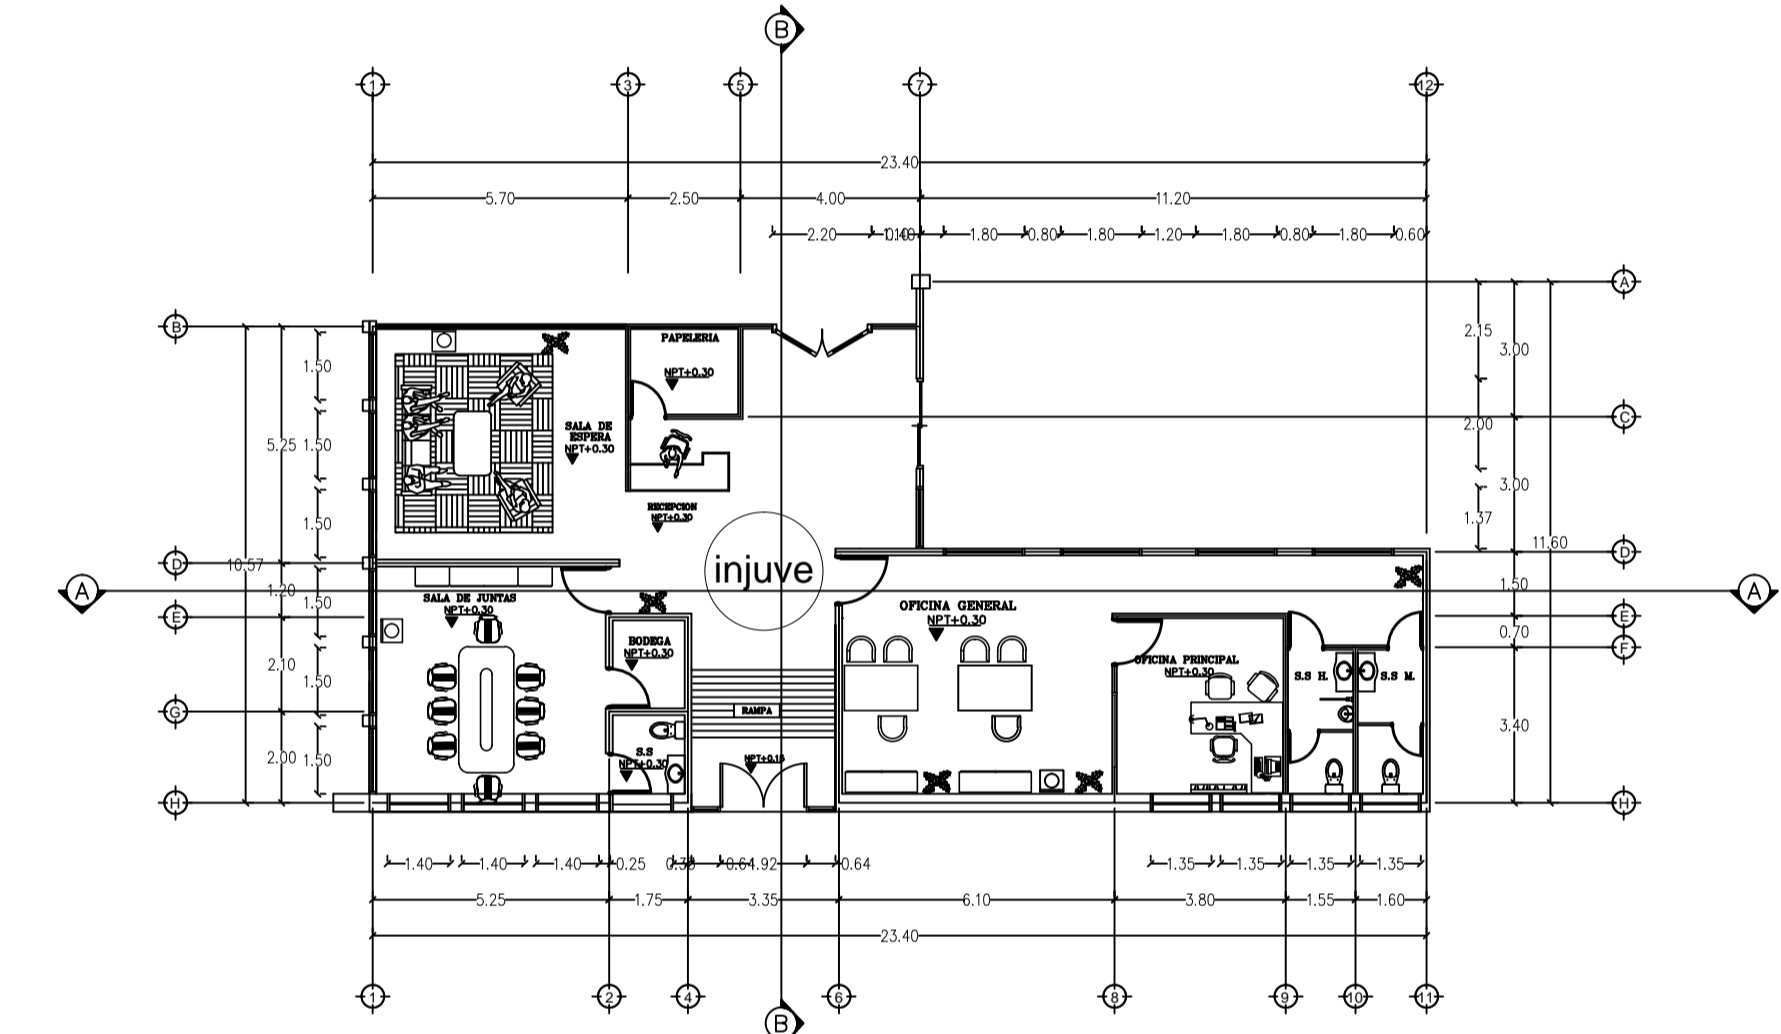 B
1 3 5 7 12
23.40
5.70 2.50 4.00 11.20
2.20 1.80 0.80 1.80 1.20 1.80 0.80 1.80 0.60
A
B
PAPELERIA
NPT+0.30
2.15
3.00
1.50
SALA DE
ESPERA
NPT+0.30
C
5.25 1.50
2.00
RECEPCION
NPT+0.30
3.00
1.50
1.37
injuve
D
10.57
11.60
D
A
1.20
1.50
SALA DE JUNTAS
NPT+0.30
OFICINA GENERAL
NPT+0.30
1.50
A
E
E
0.70
BODEGA
NPT+0.30
F
2.10
1.50
OFICINA PRINCIPAL
NPT+0.30
S.S H.
S.S M.
G
RAMPA
3.40
2.00 1.50
S.S
NPT+0.30
H
H
1.40 1.40 1.40 0.25 0.64 1.35 1.35 1.35 1.35
5.25 1.75 3.35 6.10 3.80 1.55 1.60
23.40
1 2 4 6 8 9 10 11
B